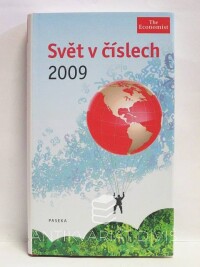 The
Economist
Svět v číslech
2009
PASEKA